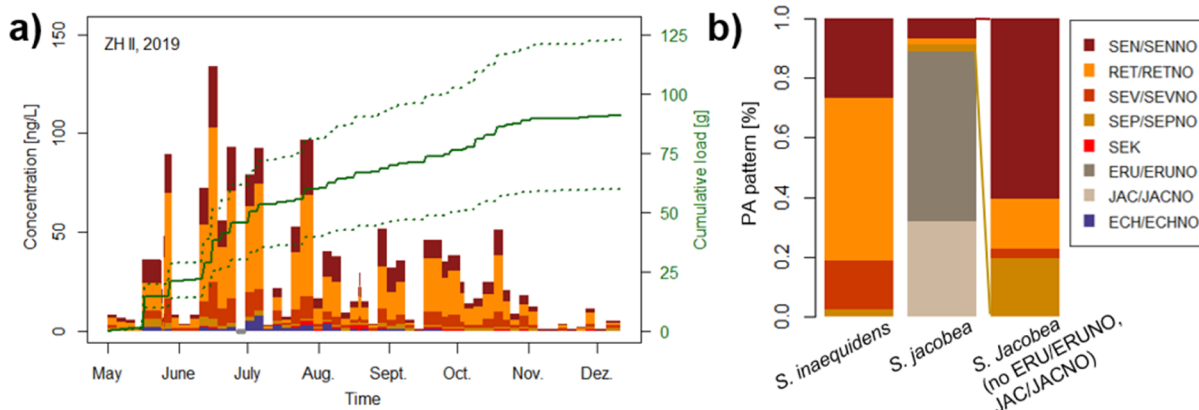 a)
ZH II, 2019
Concentration [ng/L]
150
100
50
0
Cumulative load [g]
125
100
75
50
25
0
May June July Aug. Sept. Oct. Nov. Dez.
Time
b)
PA pattern [%]
1.0
0.8
0.6
0.4
0.2
0.0
S. inaequidens
S. jacobea
S. Jacobea
(no ERU/ERUNO,
JAC/JACNO)
SEN/SENNO
RET/RETNO
SEV/SEVNO
SEP/SEPNO
SEK
ERU/ERUNO
JAC/JACNO
ECH/ECHNO